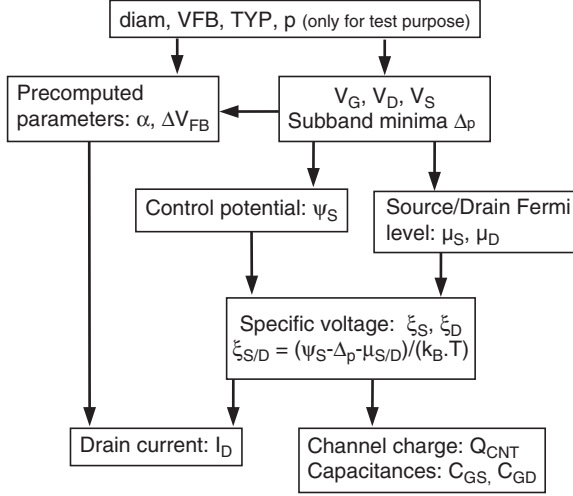 diam, VFB, TYP, p (only for test purpose)
Precomputed
parameters: α, ΔV_FB
V_G, V_D, V_S
Subband minima Δ_p
Control potential: ψ_S
Source/Drain Fermi
level: μ_S, μ_D
Specific voltage: ξ_S, ξ_D
ξ_S/D = (ψ_S-Δ_p-μ_S/D)/(k_B.T)
Drain current: I_D
Channel charge: Q_CNT
Capacitances: C_GS, C_GD